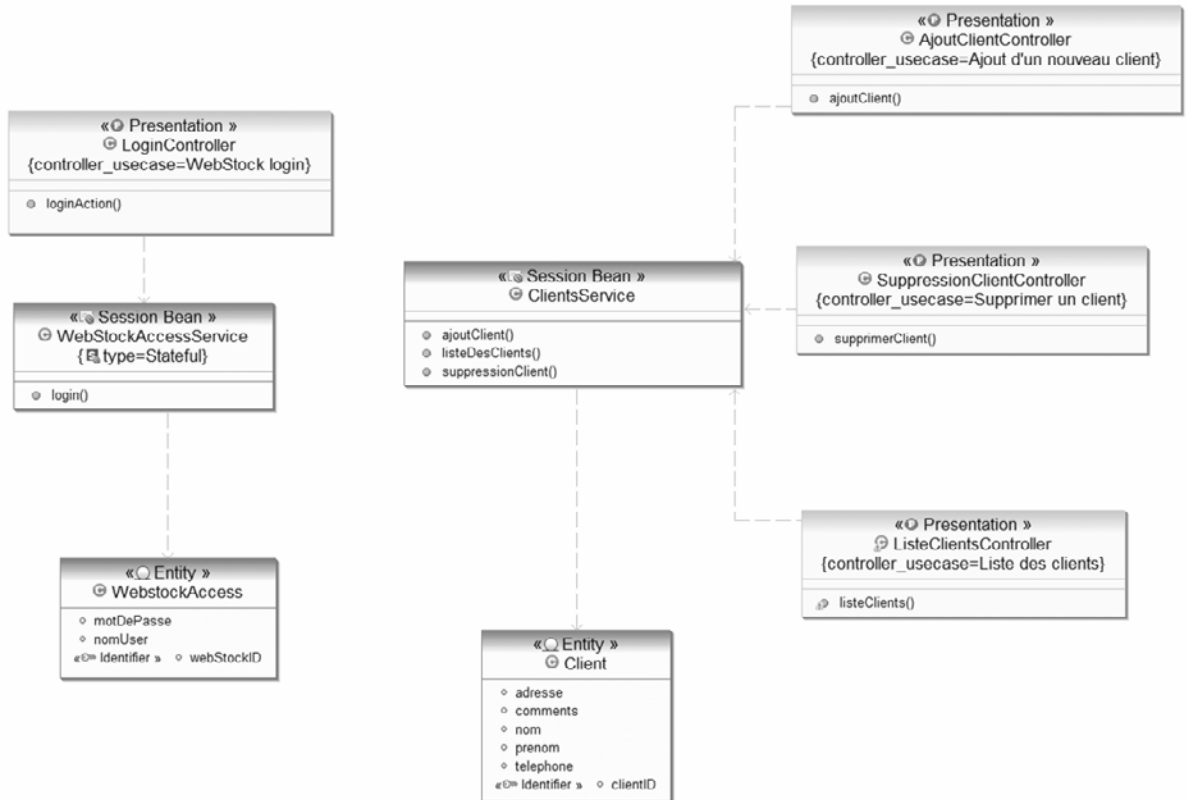 « Presentation »
AjoutClientController
{controller_usecase=Ajout d'un nouveau client}
ajoutClient()
« Presentation »
LoginController
{controller_usecase=WebStock login}
loginAction()
« Session Bean »
ClientsService
ajoutClient()
listeDesClients()
suppressionClient()
« Presentation »
SuppressionClientController
{controller_usecase=Supprimer un client}
supprimerClient()
« Session Bean »
WebStockAccessService
{type=Stateful}
login()
« Presentation »
ListeClientsController
{controller_usecase=Liste des clients}
listeClients()
« Entity »
WebstockAccess
motDePasse
nomUser
« Identifier » webStockID
« Entity »
Client
adresse
comments
nom
prenom
telephone
« Identifier » clientID